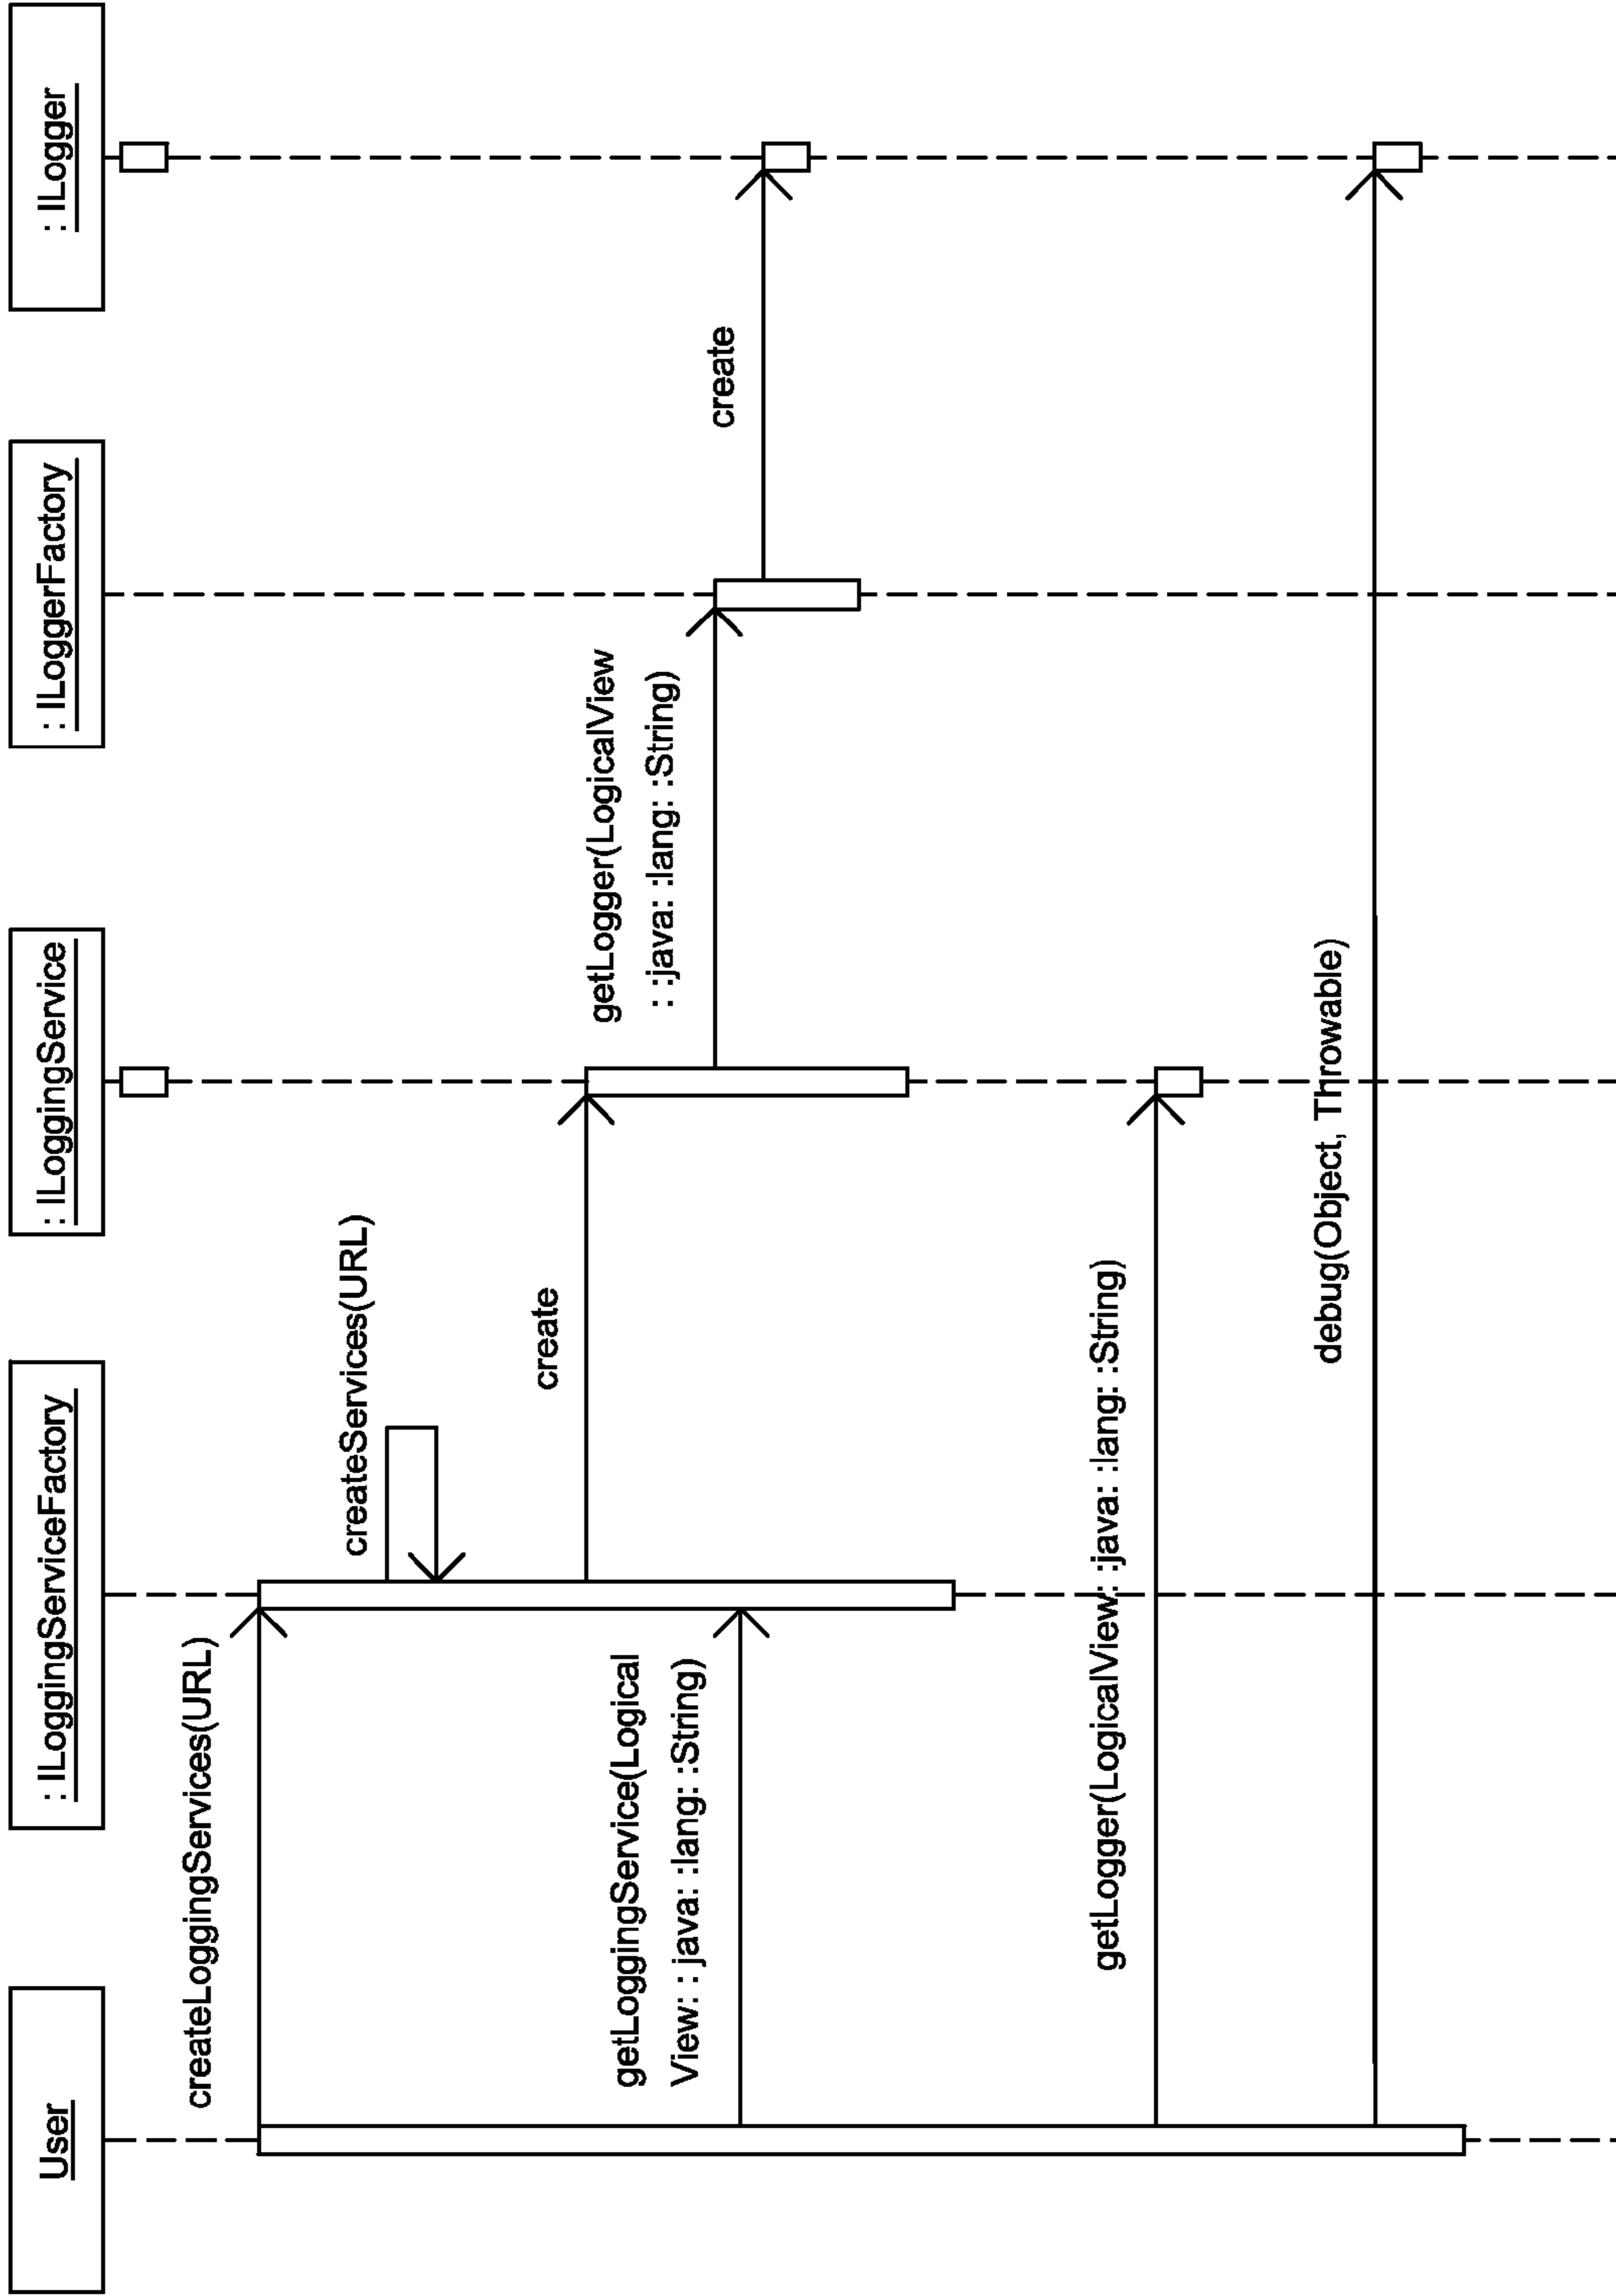 User
: ILoggingServiceFactory
: ILoggingService
: ILoggerFactory
: ILogger
createLoggingServices(URL)
createServices(URL)
create
getLogger(LogicalView
: :java: :lang: :String)
getLoggingService(Logical
View: : java: :lang: :String)
create
getLogger(LogicalView: :java: :lang: :String)
debug(Object, Throwable)